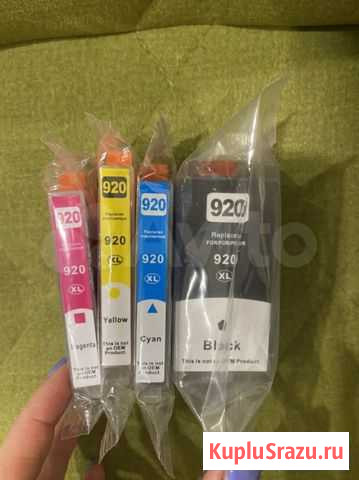 920
920
XL
Magenta
This is not
an OEM
Product.
920
920
XL
Yellow
This is not
an OEM
Product.
920
920
XL
Cyan
This is not
an OEM
Product.
920
Replaces
920
XL
Black
This is not an OEM
Product.
KupluSrazu.ru